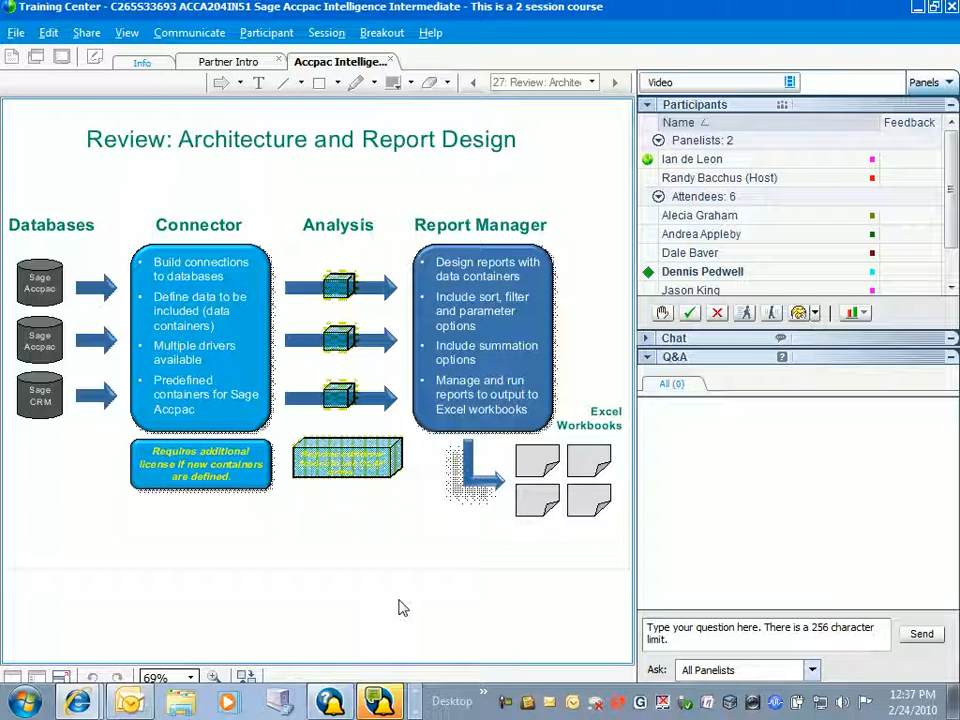 Training Center - C265S33693 ACCA204IN51 Sage Accpac Intelligence Intermediate - This is a 2 session course
File Edit Share View Communicate Participant Session Breakout Help
Info Partner Intro Accpac Intellige...
27: Review: Archite
Video Panels
Participants
Name Feedback
Panelists: 2
Ian de Leon
Randy Bacchus (Host)
Attendees: 6
Alecia Graham
Andrea Appleby
Dale Baver
Dennis Pedwell
Jason King
Chat
Q&A
All (0)
Type your question here. There is a 256 character
limit.
Send
Ask: All Panelists
Review: Architecture and Report Design
Databases
Sage
Accpac
Sage
Accpac
Sage
CRM
Connector
• Build connections
to databases
• Define data to be
included (data
containers)
• Multiple drivers
available
• Predefined
containers for Sage
Accpac
Requires additional
license if new containers
are defined.
Analysis
Report Manager
• Design reports with
data containers
• Include sort, filter
and parameter
options
• Include summation
options
• Manage and run
reports to output to
Excel workbooks
Excel
Workbooks
69%
Desktop
12:37 PM
2/24/2010